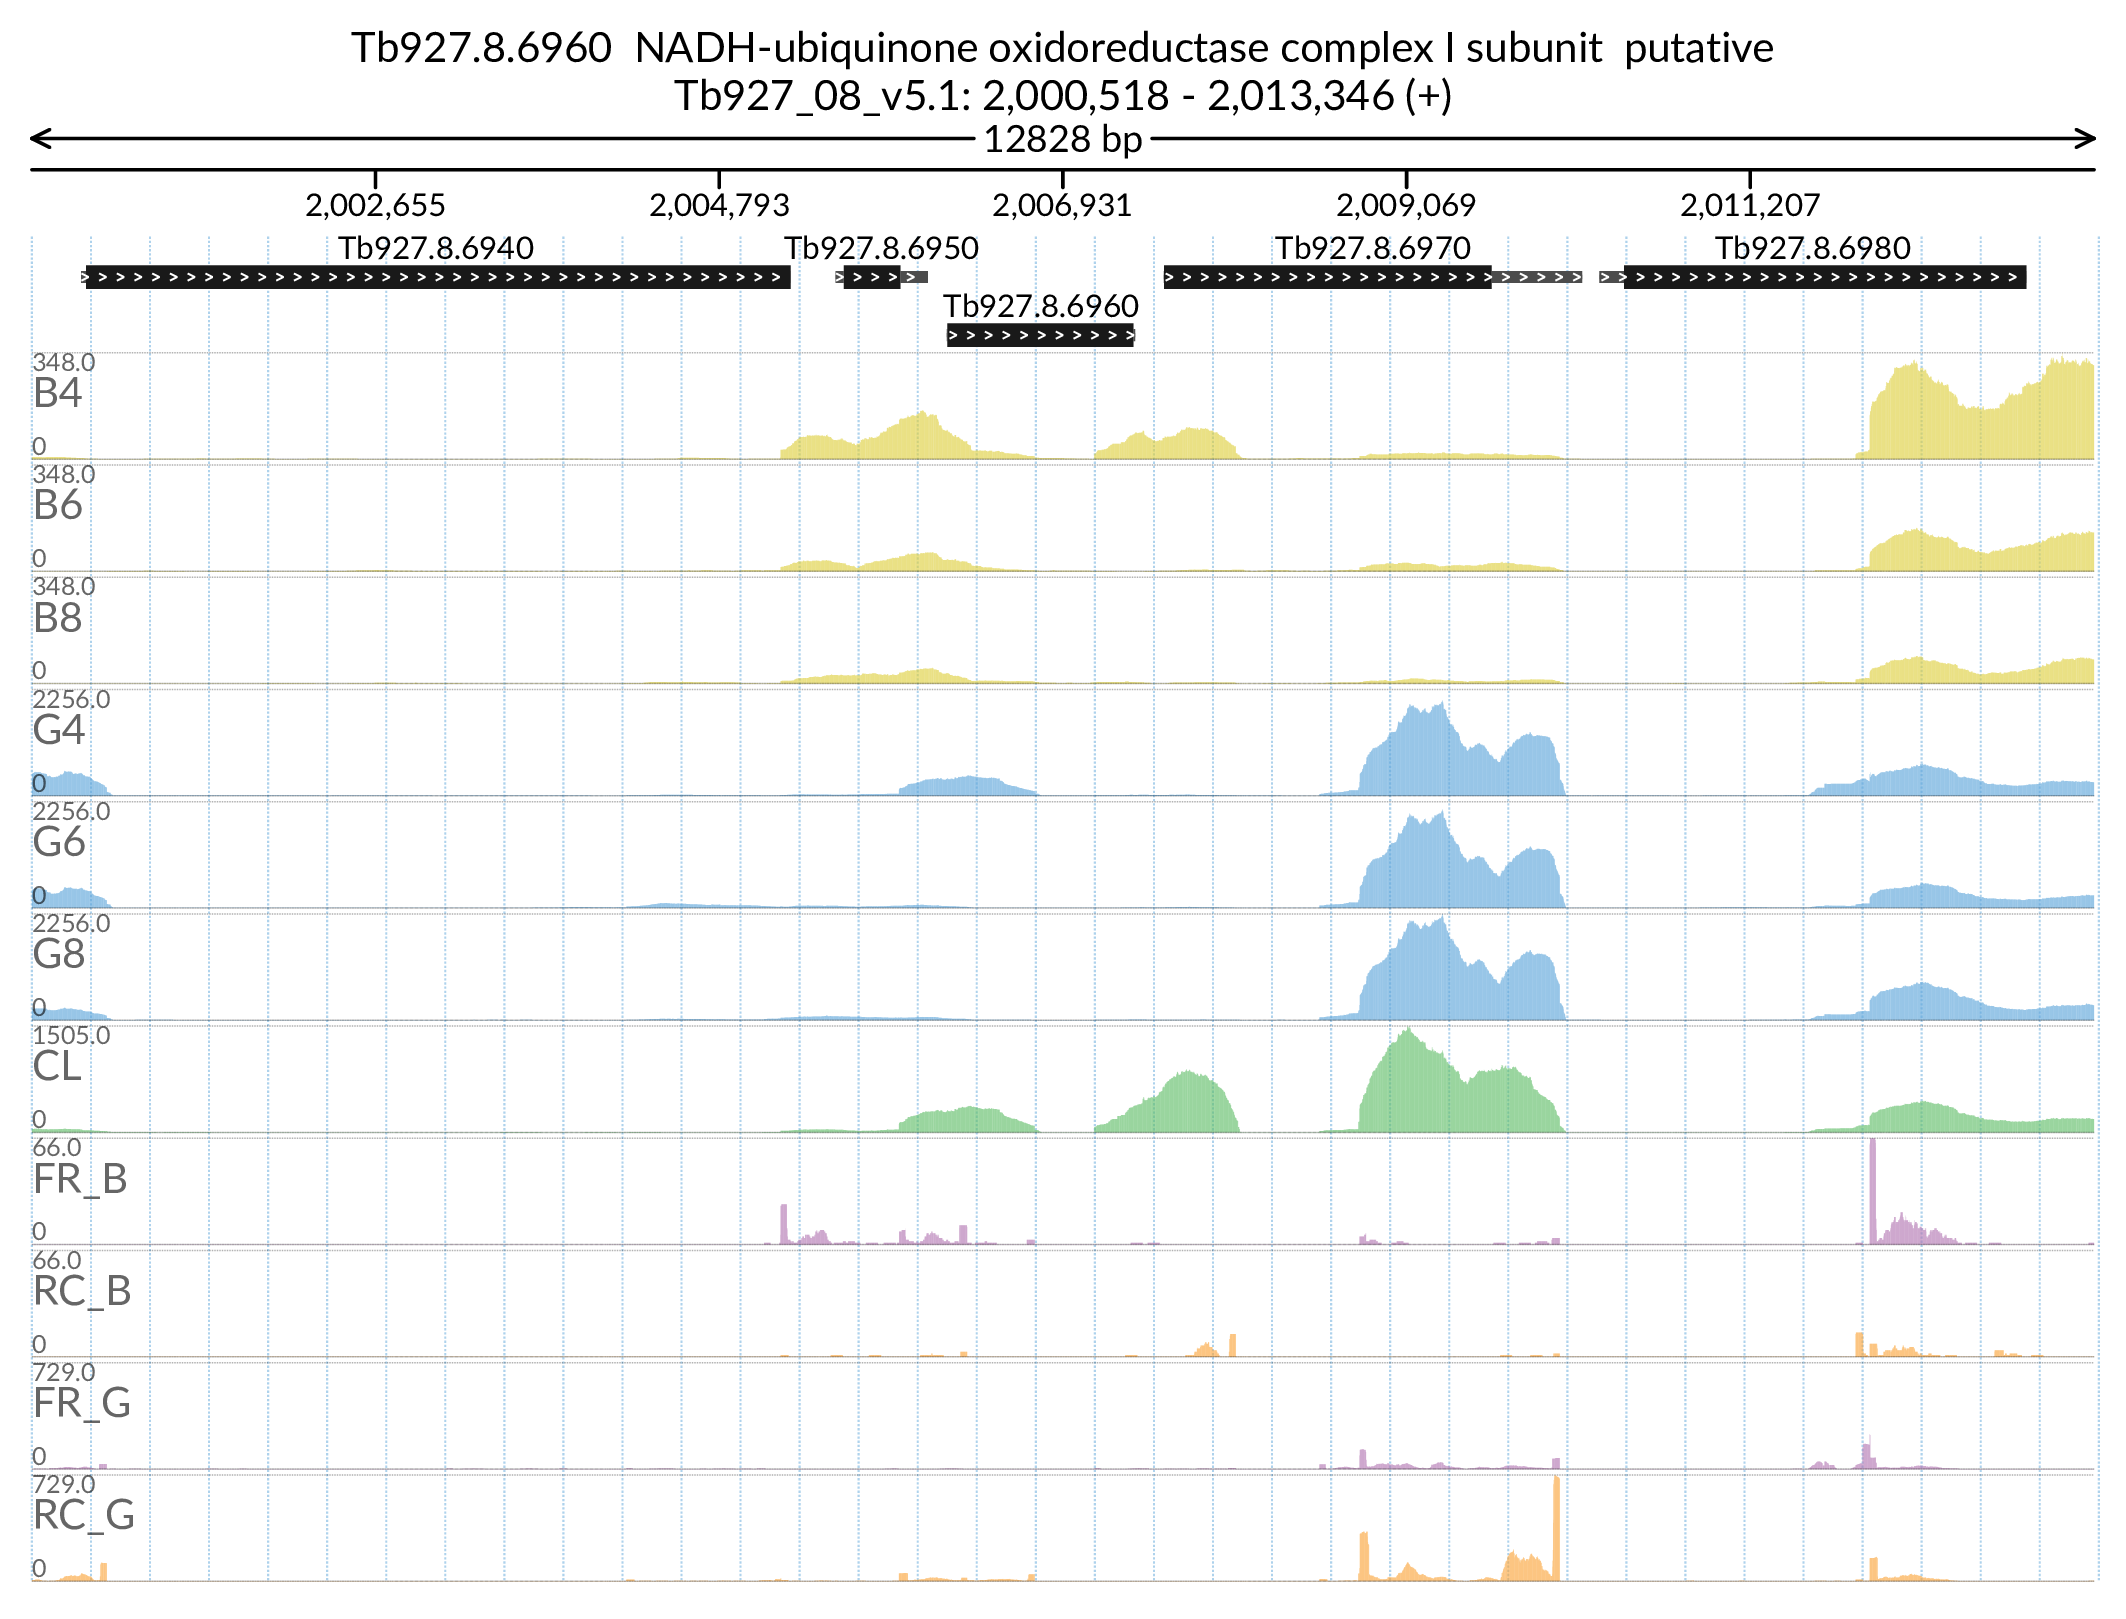 Tb927.8.6960  NADH-ubiquinone oxidoreductase complex I subunit  putative
Tb927_08_v5.1: 2,000,518 - 2,013,346 (+)
12828 bp
2,002,655 2,004,793 2,006,931 2,009,069 2,011,207
Tb927.8.6940 Tb927.8.6950 Tb927.8.6970 Tb927.8.6980
Tb927.8.6960
348.0
B4
0
348.0
B6
0
348.0
B8
0
2256.0
G4
0
2256.0
G6
0
2256.0
G8
0
1505.0
CL
0
66.0
FR_B
0
66.0
RC_B
0
729.0
FR_G
0
729.0
RC_G
0